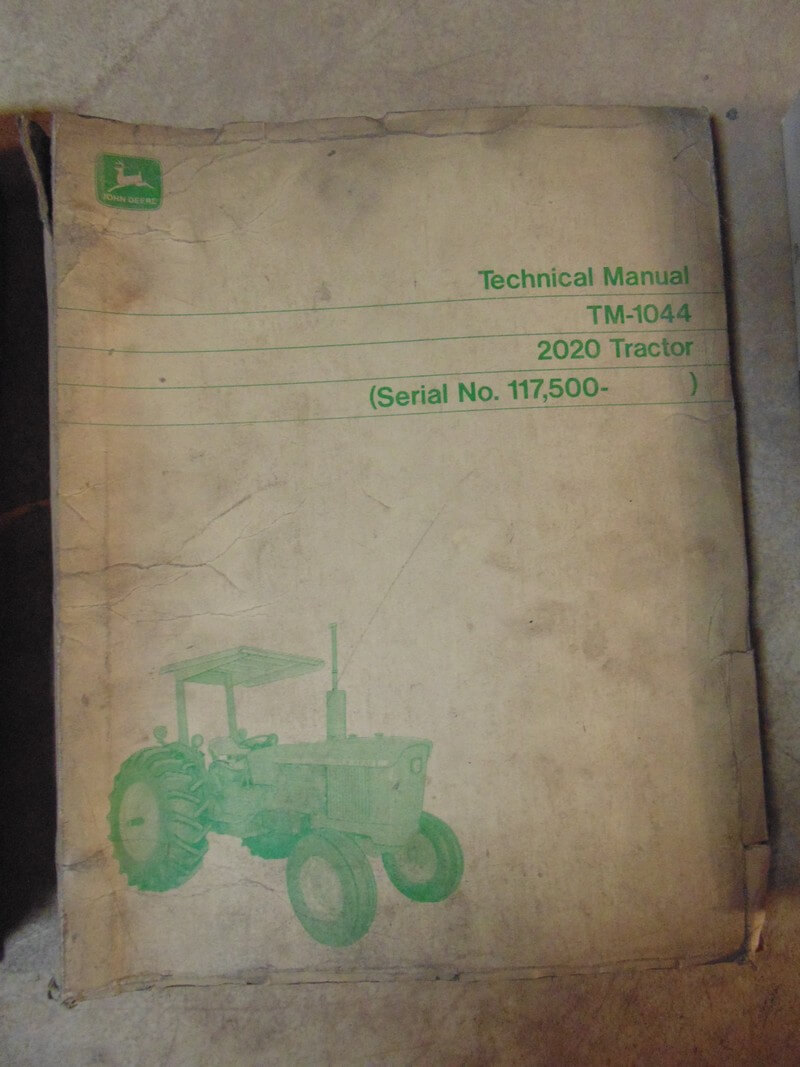 JOHN DEERE
Technical Manual
TM-1044
2020 Tractor
(Serial No. 117,500- )